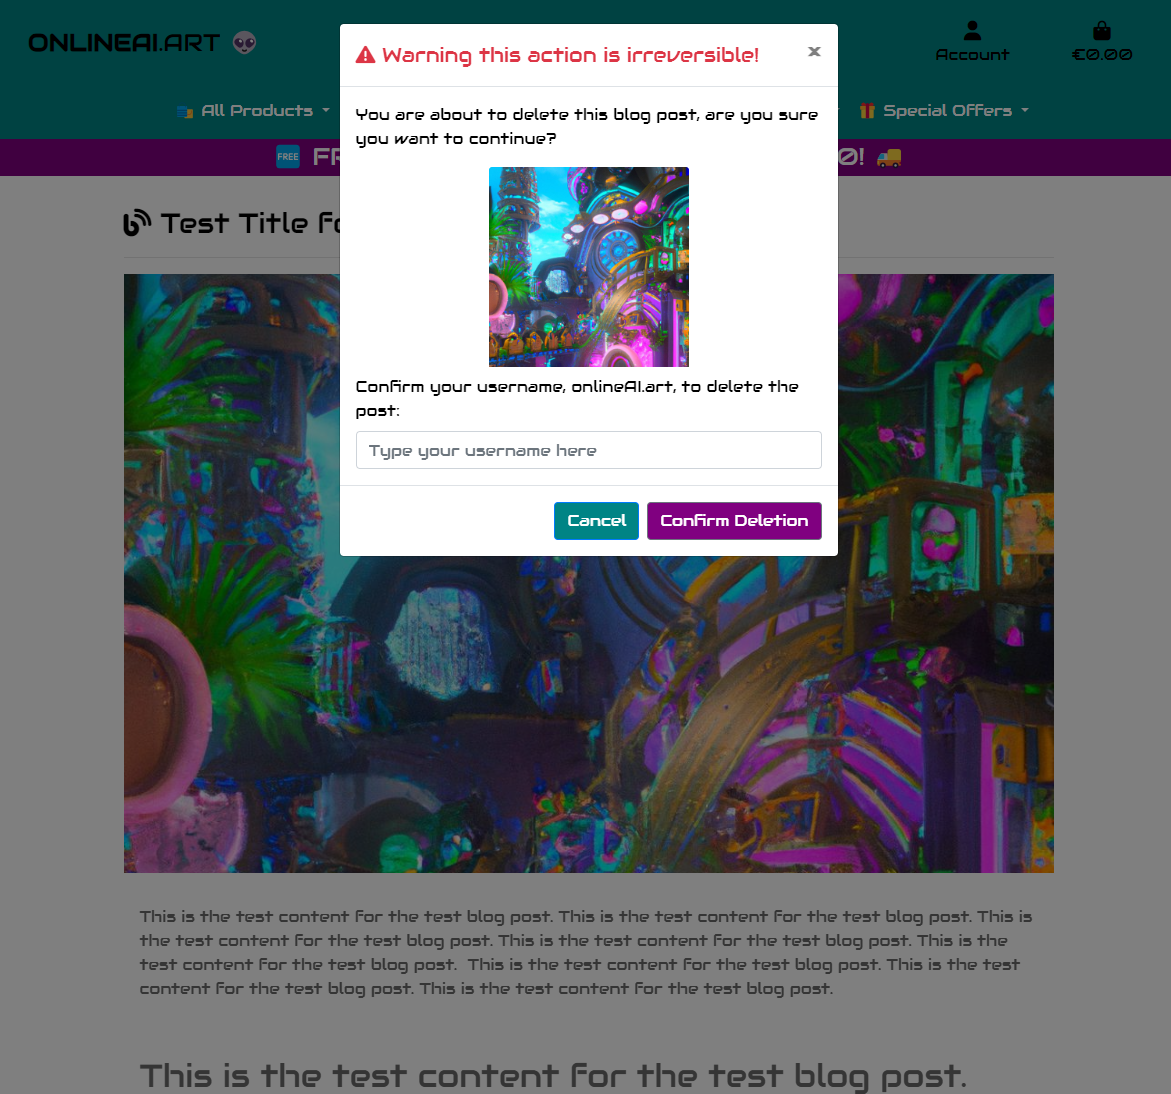 ONLINEAI.ART
Account
€0.00
All Products
Special Offers
FREE
0!
Test Title
Warning this action is irreversible!
×
You are about to delete this blog post, are you sure
you want to continue?
Confirm your username, onlineAI.art, to delete the
post:
Type your username here
Cancel
Confirm Deletion
This is the test content for the test blog post. This is the test content for the test blog post. This is
the test content for the test blog post. This is the test content for the test blog post. This is the
test content for the test blog post.  This is the test content for the test blog post. This is the test
content for the test blog post. This is the test content for the test blog post.
This is the test content for the test blog post.